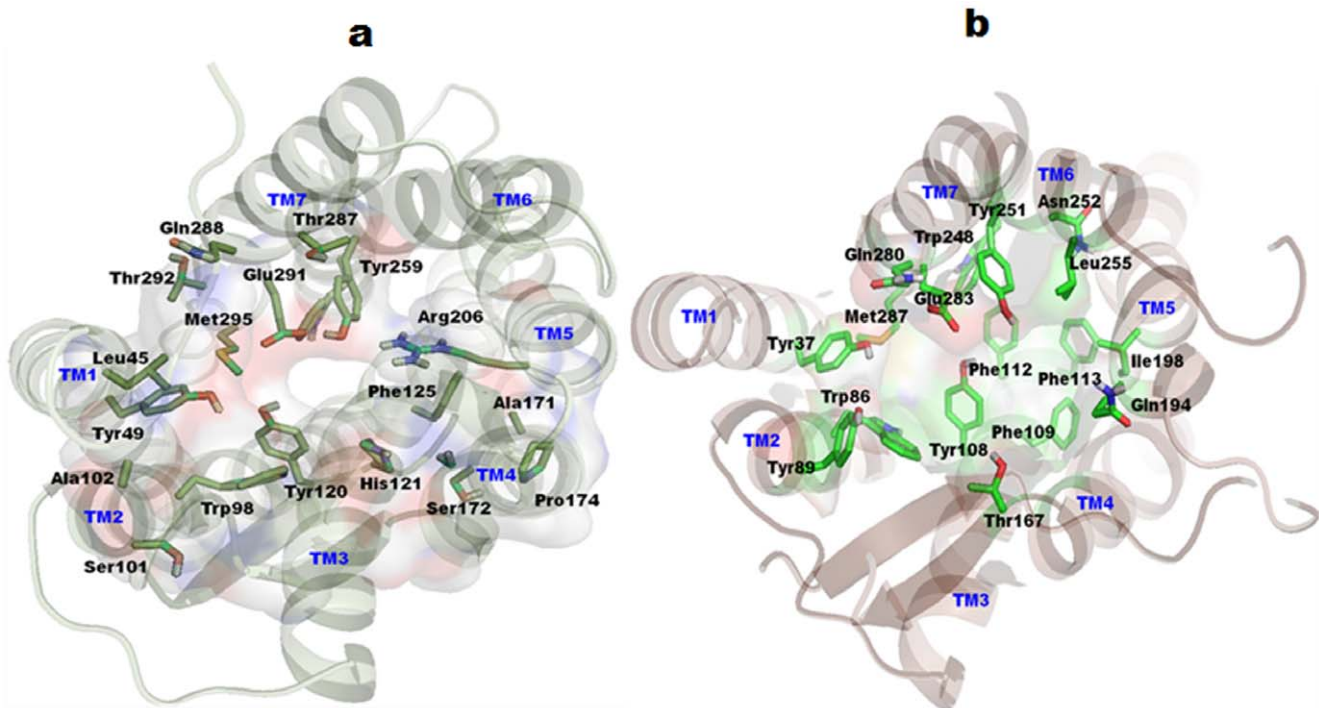 a
TM7
TM6
Thr287
Gln288
Glu291
Tyr259
Thr292
Met295
Arg206
TM5
Leu45
TM1
Phe125
Ala171
Tyr49
Ala102
His121
TM4
TM2
Trp98
Tyr120
Ser172
Pro174
TM3
Ser101
b
TM6
TM7
Asn252
Tyr251
Trp248
Gln280
Leu255
Glu283
TM5
TM1
Met287
Tyr37
Ile198
Phe112
Phe113
Trp86
Gln194
Phe109
TM2
Tyr108
Tyr89
TM4
Thr167
TM3